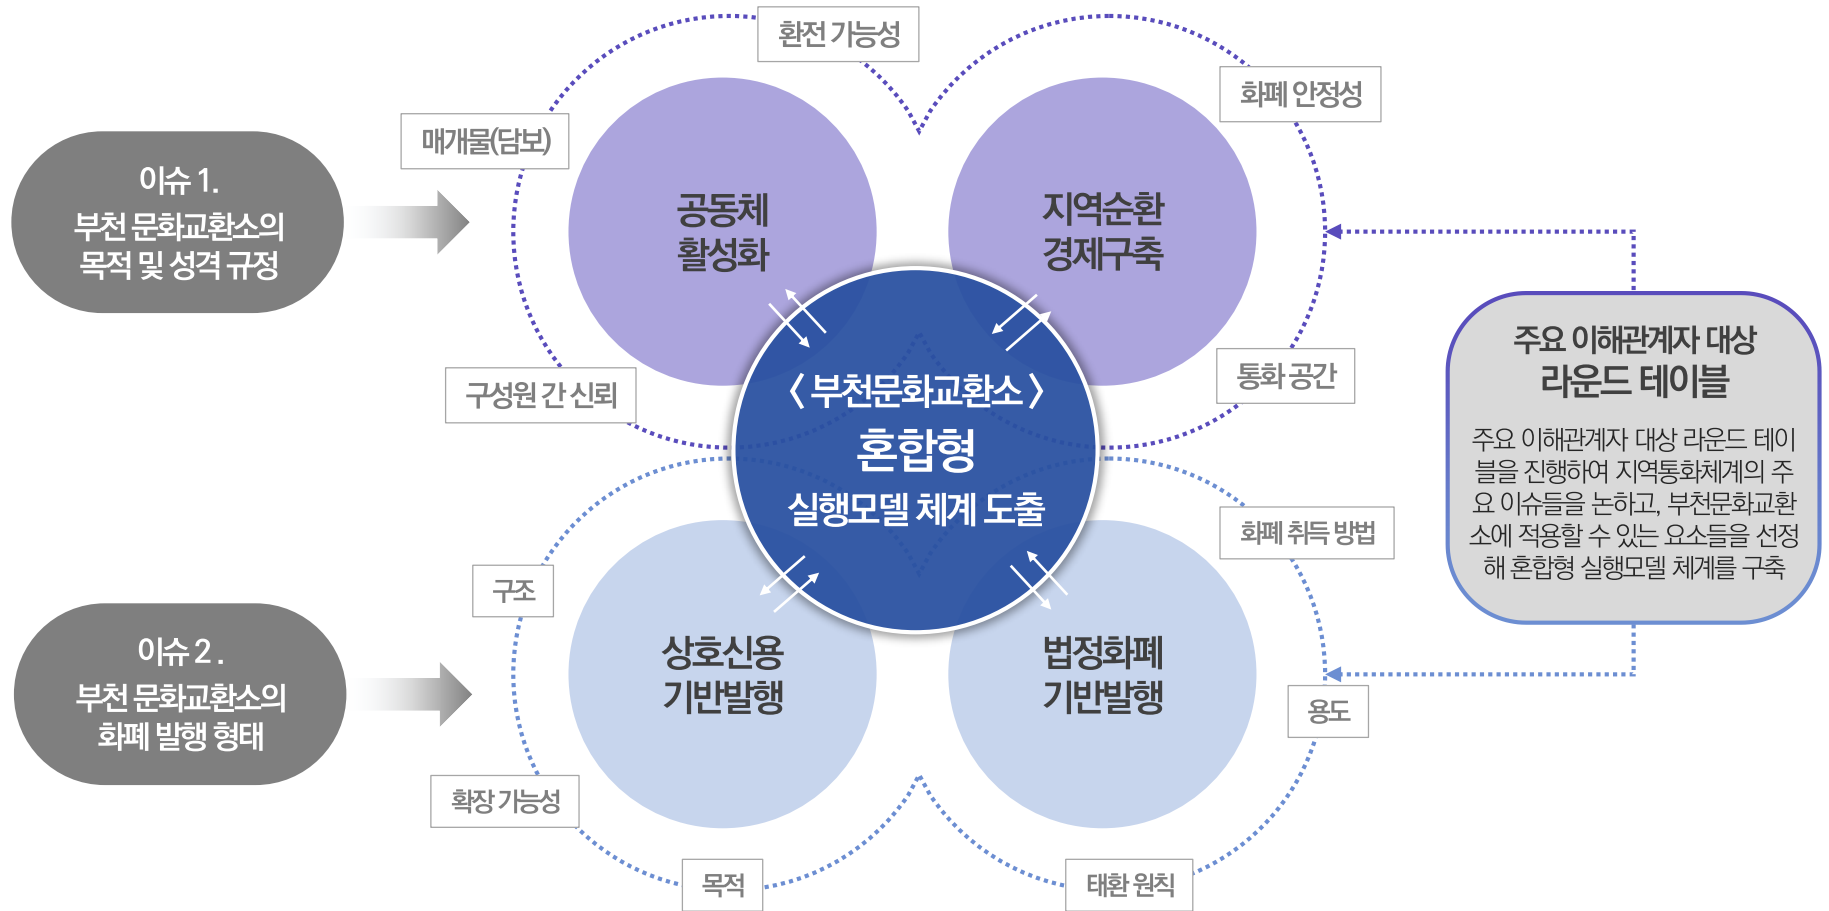 이슈 1.
부천 문화교환소의
목적 및 성격 규정
이슈 2 .
부천 문화교환소의
화폐 발행 형태
환전 가능성
매개물(담보)
구성원 간 신뢰
화폐 안정성
통화 공간
공동체
활성화
지역순환
경제구축
< 부천문화교환소 >
혼합형
실행모델 체계 도출
상호신용
기반발행
법정화폐
기반발행
구조
확장 가능성
목적
화폐 취득 방법
용도
태환 원칙
주요 이해관계자 대상
라운드 테이블
주요 이해관계자 대상 라운드 테이
블을 진행하여 지역통화체계의 주
요 이슈들을 논하고, 부천문화교환
소에 적용할 수 있는 요소들을 선정
해 혼합형 실행모델 체계를 구축